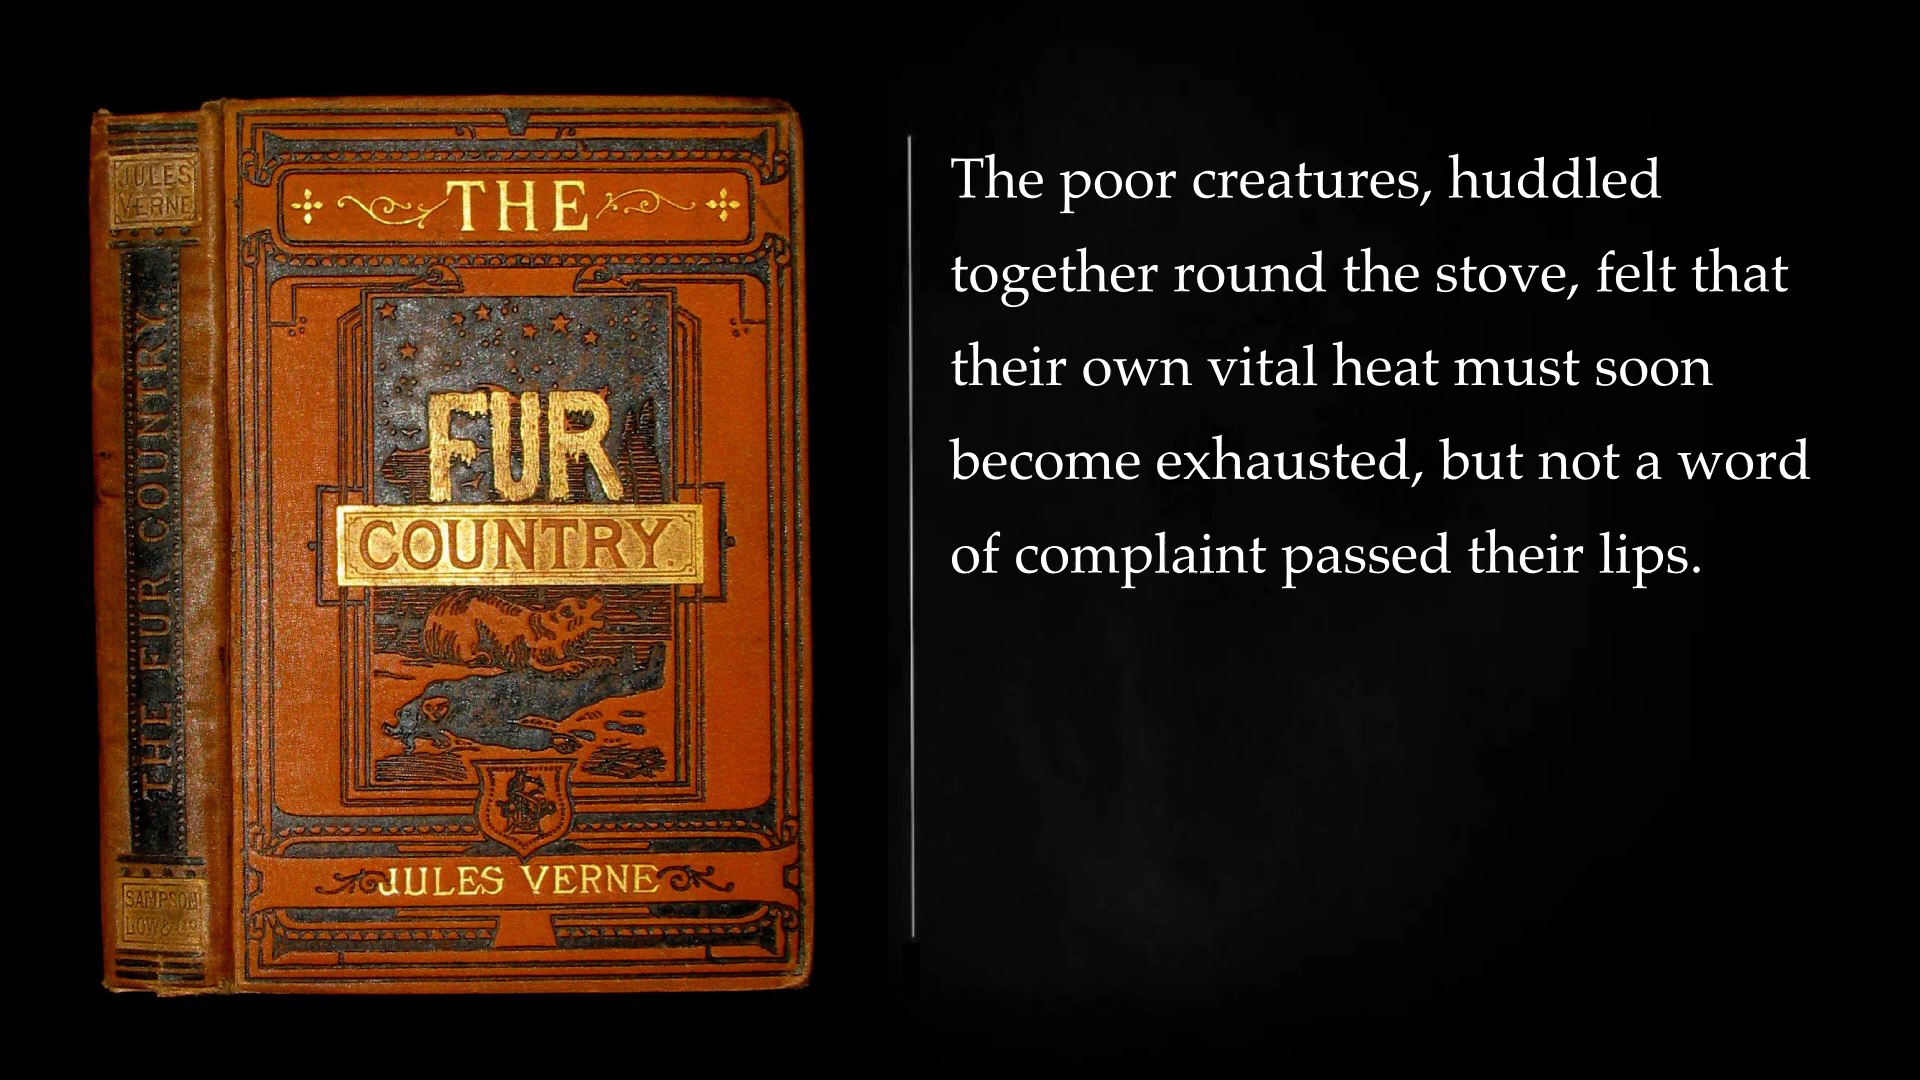 JULES
VERNE
THE FUR COUNTRY.
SAMPSON
LOW & Co
THE
FUR
COUNTRY.
JULES VERNE
The poor creatures, huddled
together round the stove, felt that
their own vital heat must soon
become exhausted, but not a word
of complaint passed their lips.